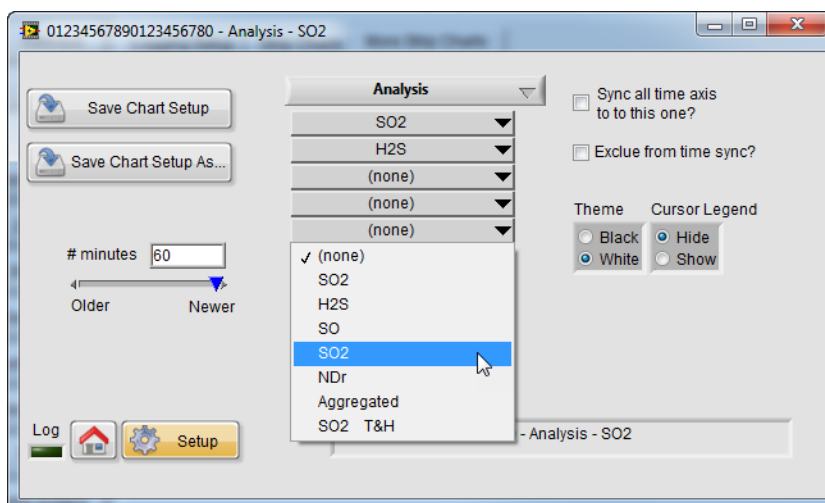 01234567890123456780 - Analysis - SO2
Save Chart Setup
Save Chart Setup As...
# minutes 60
Older Newer
Log
Setup
Analysis
SO2
H2S
(none)
(none)
(none)
(none)
SO2
H2S
SO
SO2
NDr
Aggregated
SO2 T&H
Sync all time axis
to to this one?
Exclue from time sync?
Theme Cursor Legend
Black Hide
White Show
- Analysis - SO2